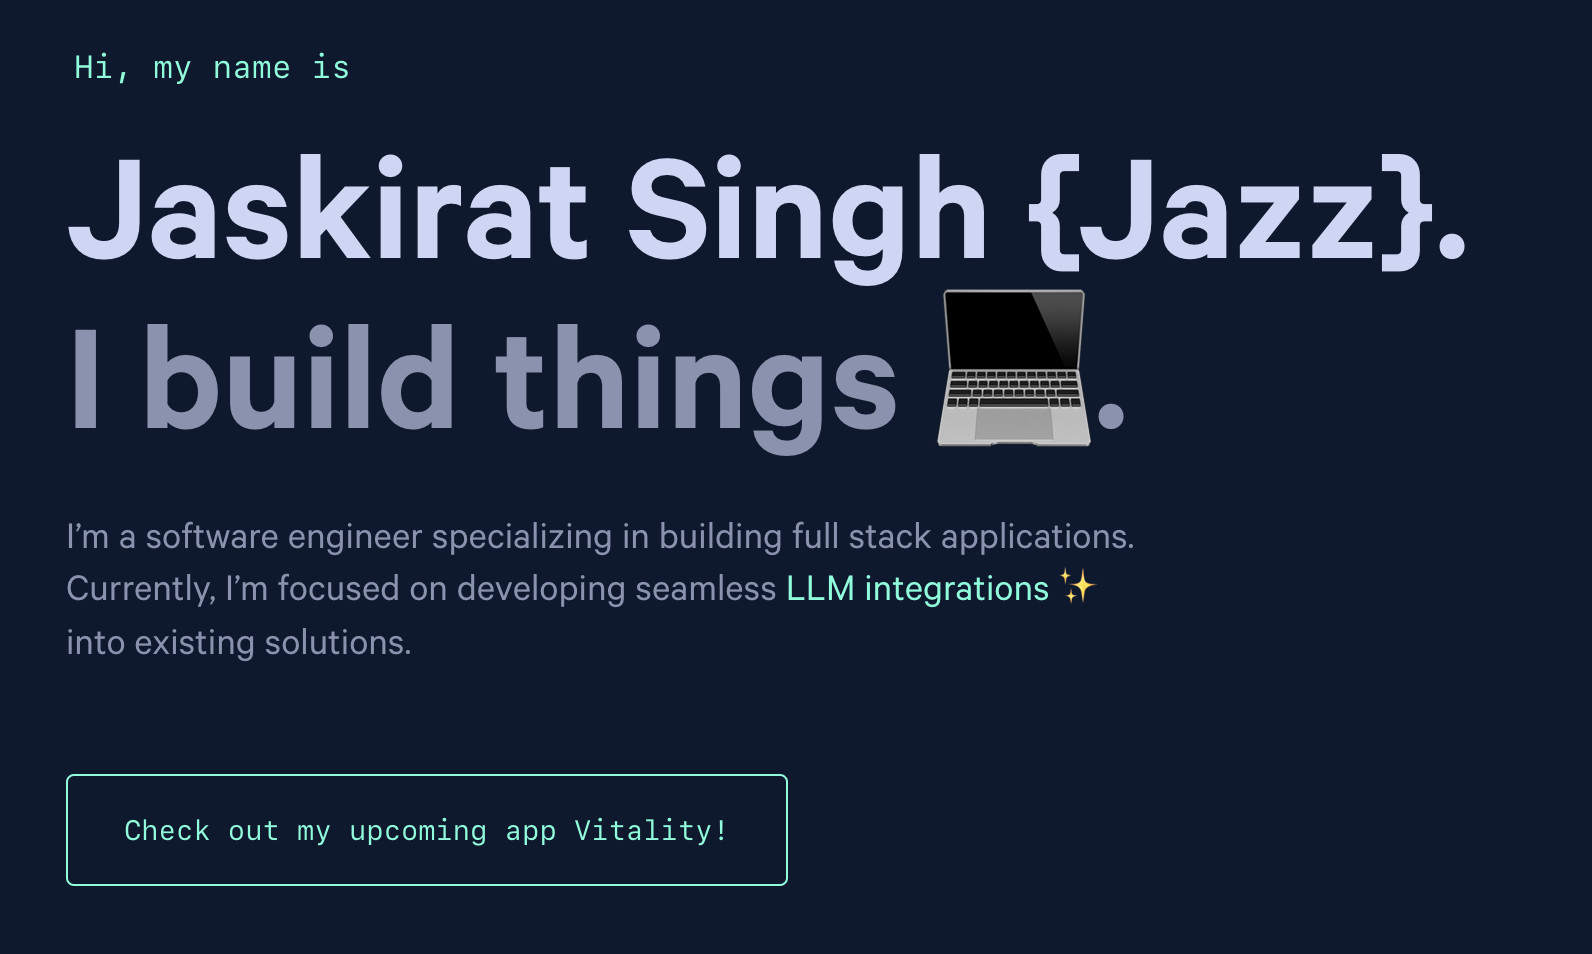 Hi, my name is
Jaskirat Singh {Jazz}.
I build things 💻.
I’m a software engineer specializing in building full stack applications.
Currently, I’m focused on developing seamless LLM integrations ✨
into existing solutions.
Check out my upcoming app Vitality!